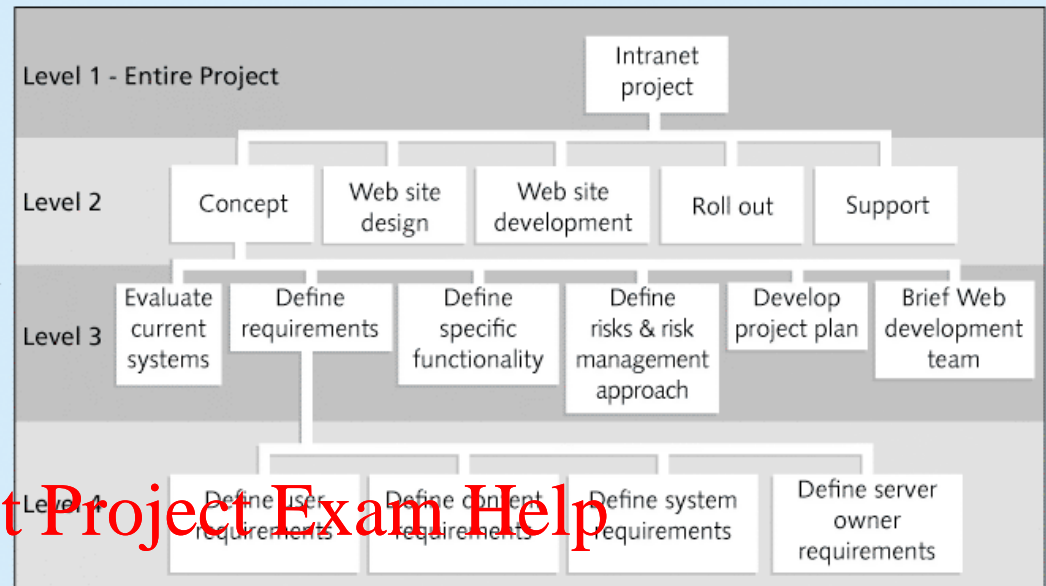 Level 1 - Entire Project
Intranet
project
Level 2
Concept
Web site
design
Web site
development
Roll out
Support
Level 3
Evaluate
current
systems
Define
requirements
Define
specific
functionality
Define
risks & risk
management
approach
Develop
project plan
Brief Web
development
team
Level 4
Define user
requirements
Define content
requirements
Define system
requirements
Define server
owner
requirements
t Project Exam Help